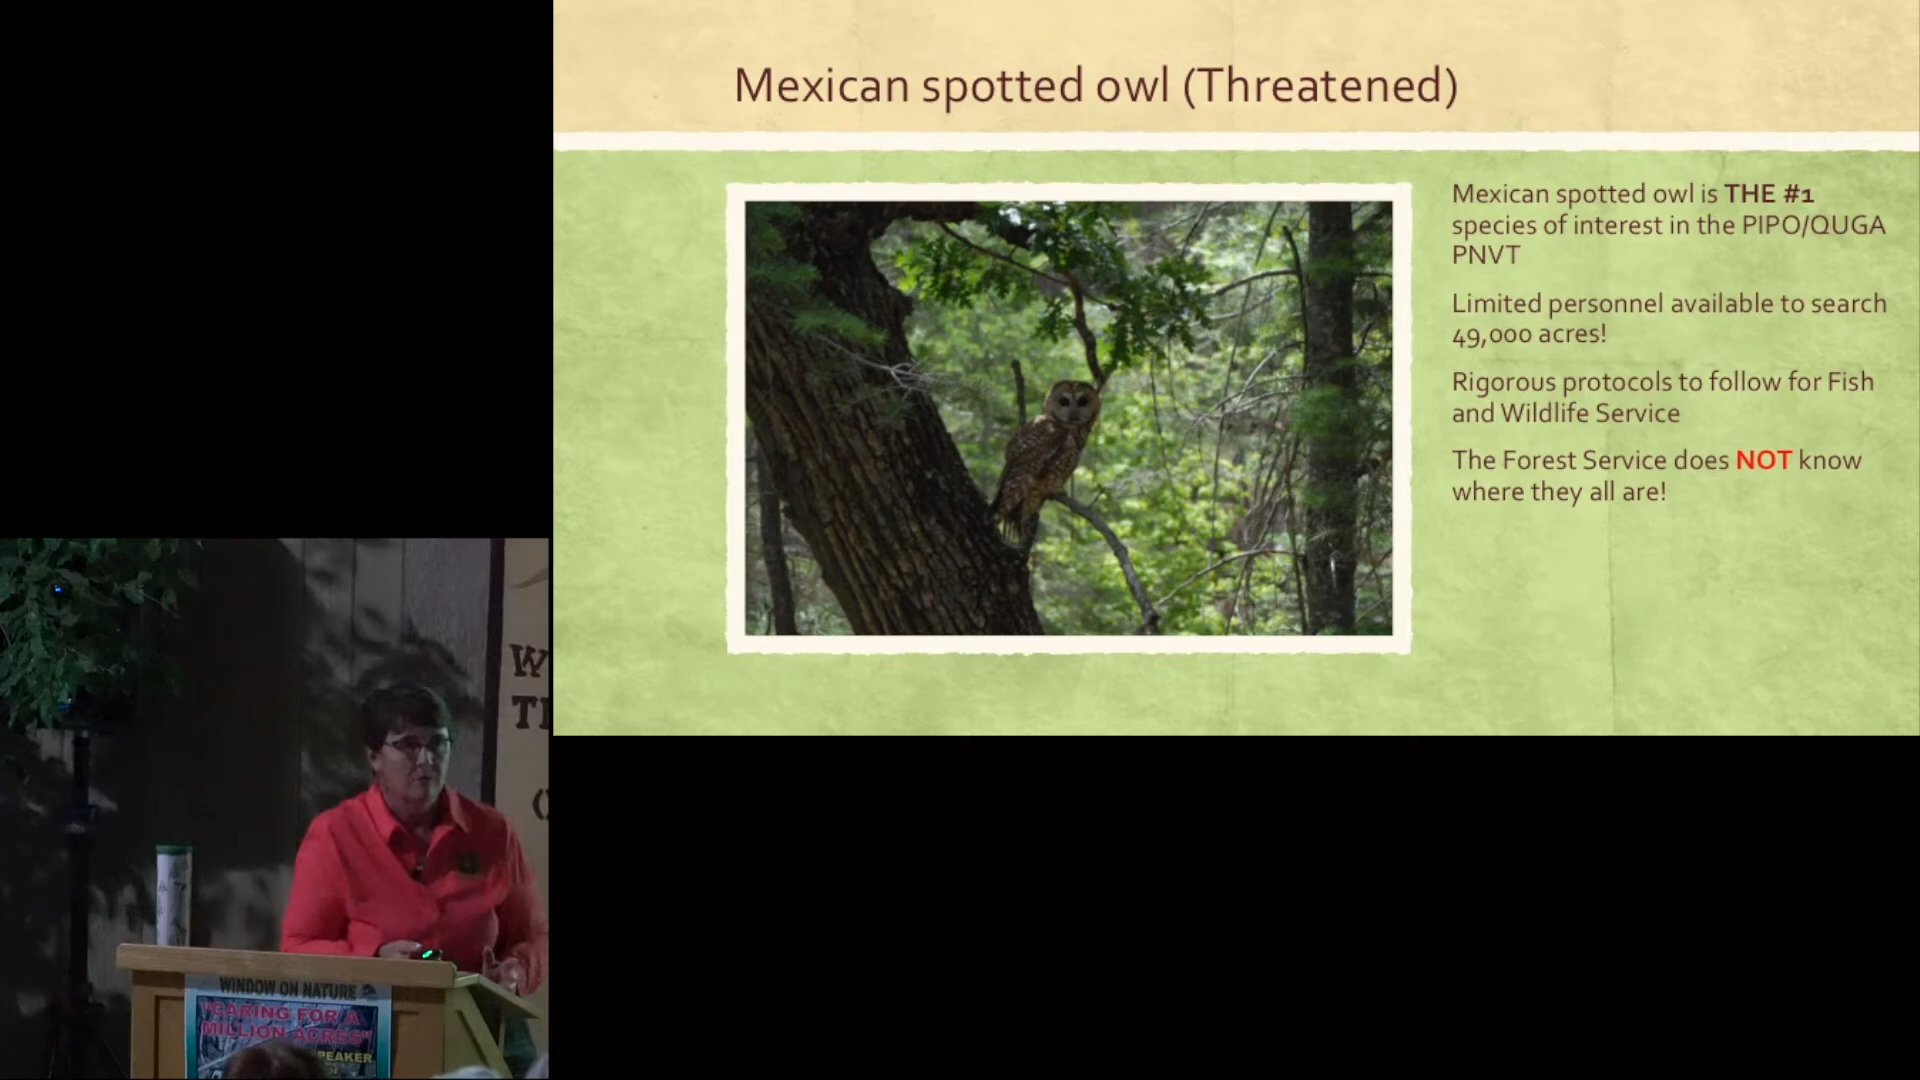 Mexican spotted owl (Threatened)
Mexican spotted owl is THE #1
species of interest in the PIPO/QUGA
PNVT
Limited personnel available to search
49,000 acres!
Rigorous protocols to follow for Fish
and Wildlife Service
The Forest Service does NOT know
where they all are!
W
WINDOW ON NATURE
"CARING FOR A
MILLION ACRES"
PEAKER